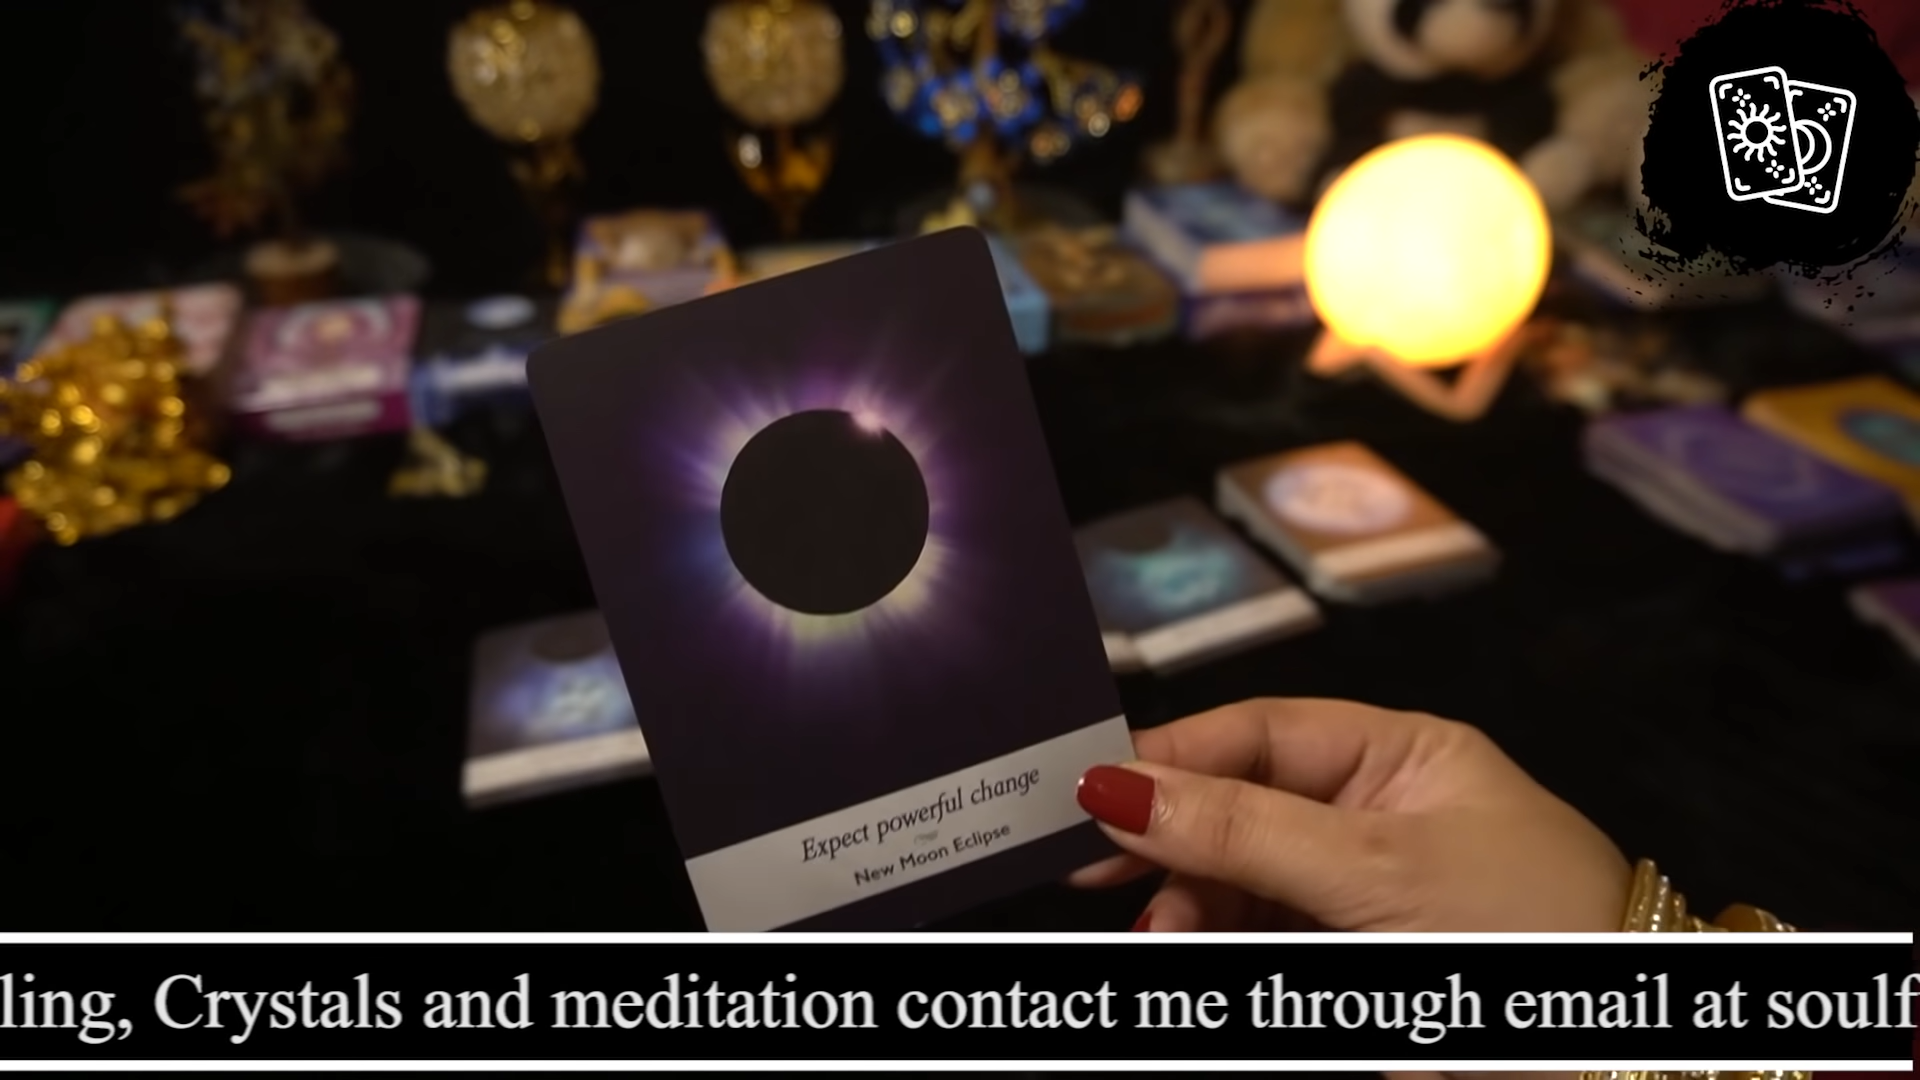 Expect powerful change
New Moon Eclipse
ling, Crystals and meditation contact me through email at soulf